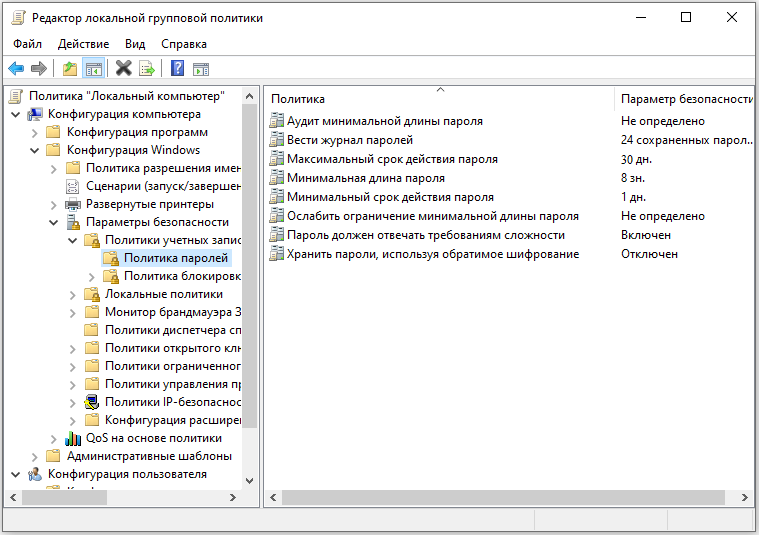 Редактор локальной групповой политики
Файл Действие Вид Справка
Политика "Локальный компьютер"
Конфигурация компьютера
Конфигурация программ
Конфигурация Windows
Политика разрешения имен
Сценарии (запуск/завершен
Развернутые принтеры
Параметры безопасности
Политики учетных запис
Политика паролей
Политика блокировк
Локальные политики
Монитор брандмауэра З
Политики диспетчера сп
Политики открытого клк
Политики ограниченного
Политики управления пр
Политики IP-безопаснос
Конфигурация расширен
QoS на основе политики
Административные шаблоны
Конфигурация пользователя
Политика Параметр безопасности
Аудит минимальной длины пароля Не определено
Вести журнал паролей 24 сохраненных парол...
Максимальный срок действия пароля 30 дн.
Минимальная длина пароля 8 зн.
Минимальный срок действия пароля 1 дн.
Ослабить ограничение минимальной длины пароля Не определено
Пароль должен отвечать требованиям сложности Включен
Хранить пароли, используя обратимое шифрование Отключен